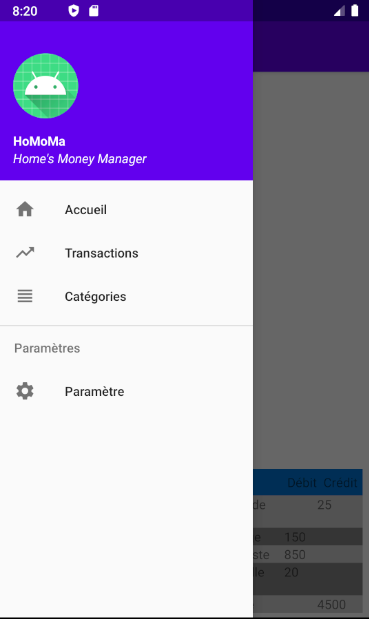 8:20
HoMoMa
Home's Money Manager
Accueil
Transactions
Catégories
Paramètres
Paramètre
Débit Crédit
25
150
850
20
4500